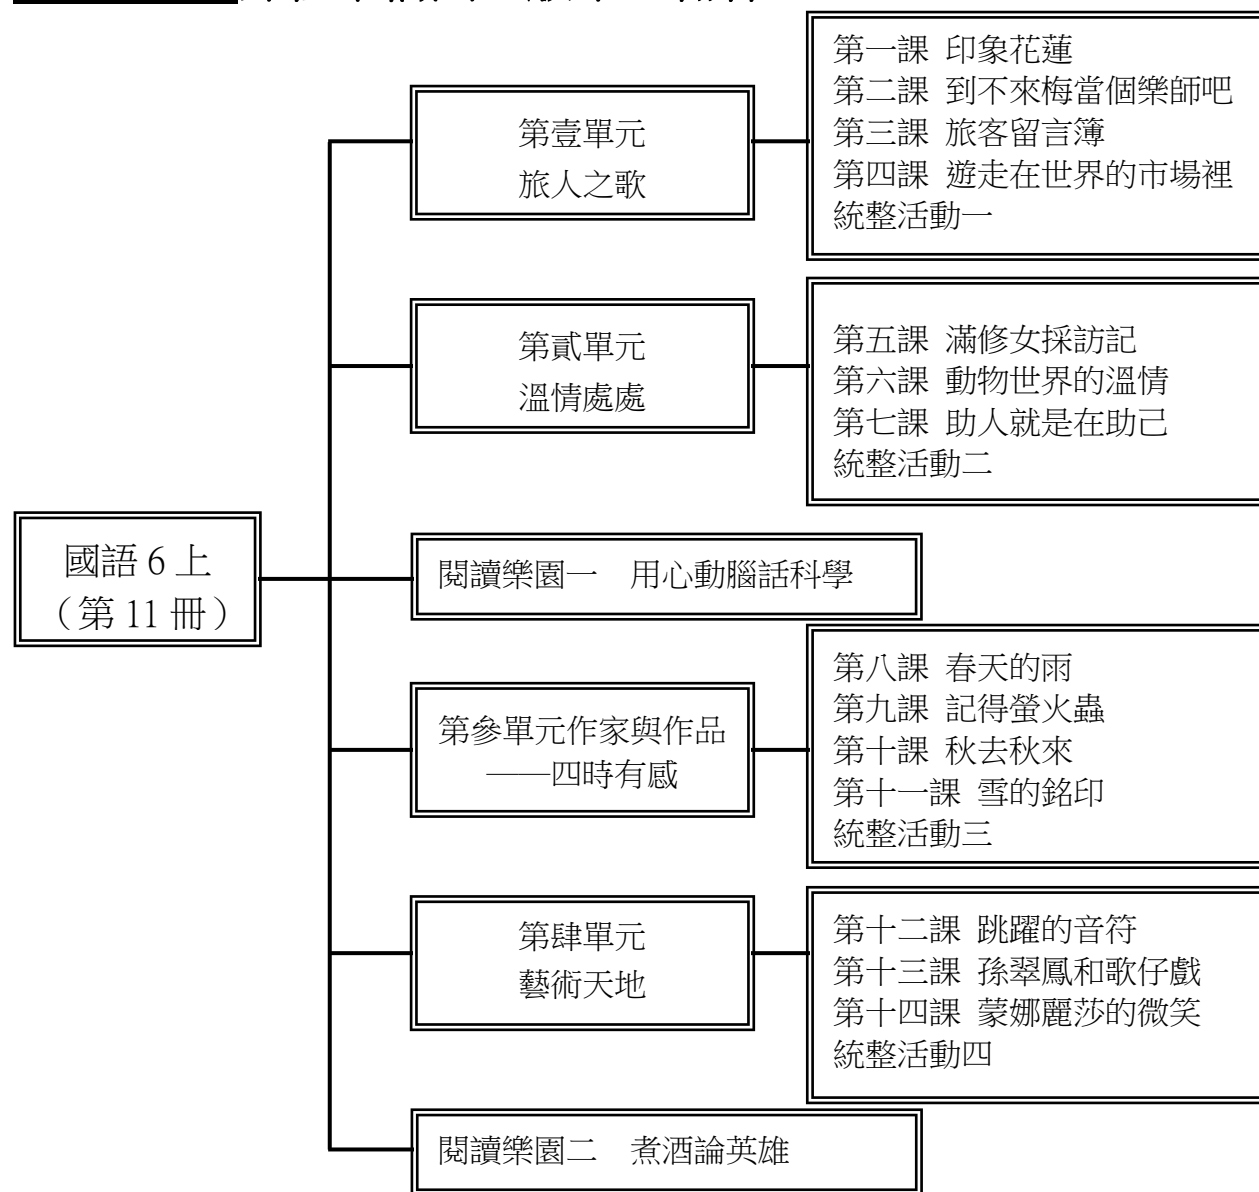 國語 6 上
（第 11 冊）
第壹單元
旅人之歌
第一課 印象花蓮
第二課 到不來梅當個樂師吧
第三課 旅客留言簿
第四課 遊走在世界的市場裡
統整活動一
第貳單元
溫情處處
第五課 滿修女採訪記
第六課 動物世界的溫情
第七課 助人就是在助己
統整活動二
閱讀樂園一　用心動腦話科學
第參單元作家與作品
——四時有感
第八課 春天的雨
第九課 記得螢火蟲
第十課 秋去秋來
第十一課 雪的銘印
統整活動三
第肆單元
藝術天地
第十二課 跳躍的音符
第十三課 孫翠鳳和歌仔戲
第十四課 蒙娜麗莎的微笑
統整活動四
閱讀樂園二　煮酒論英雄